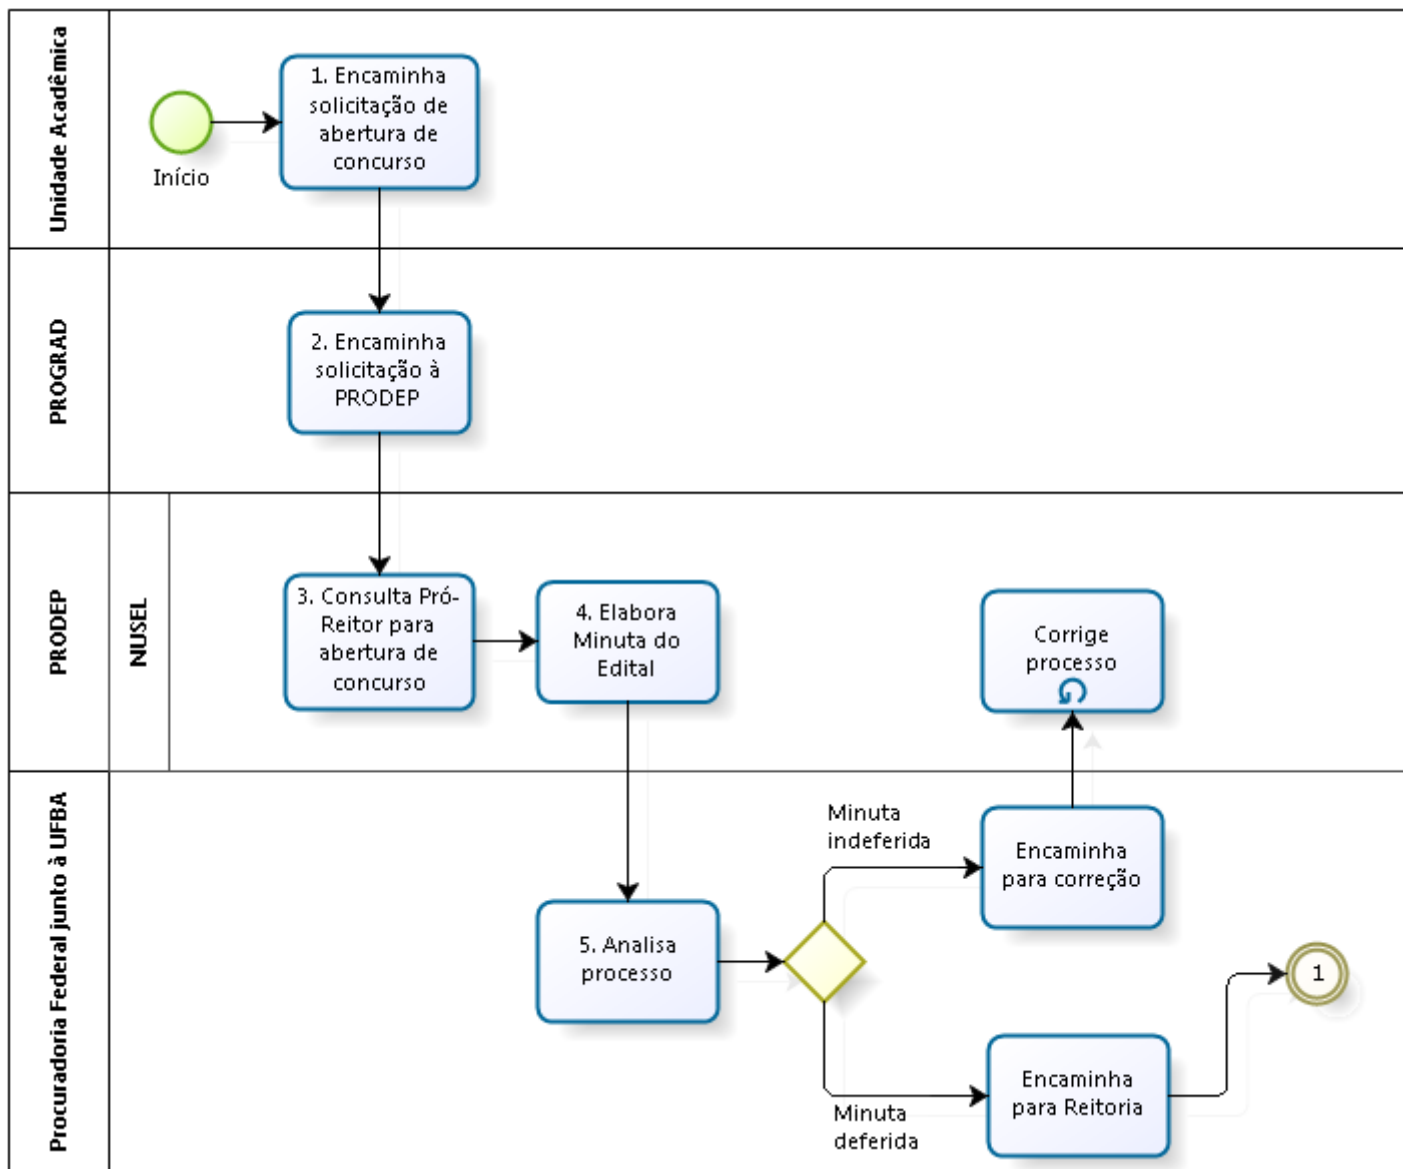 Unidade Acadêmica
1. Encaminha
solicitação de
abertura de
concurso
Início
PROGRAD
2. Encaminha
solicitação à
PRODEP
PRODEP
NUSEL
3. Consulta Pró-
Reitor para
abertura de
concurso
4. Elabora
Minuta do
Edital
Corrige
processo
Procuradoria Federal junto à UFBA
5. Analisa
processo
Minuta
indeferida
Encaminha
para correção
Minuta
deferida
Encaminha
para Reitoria
1